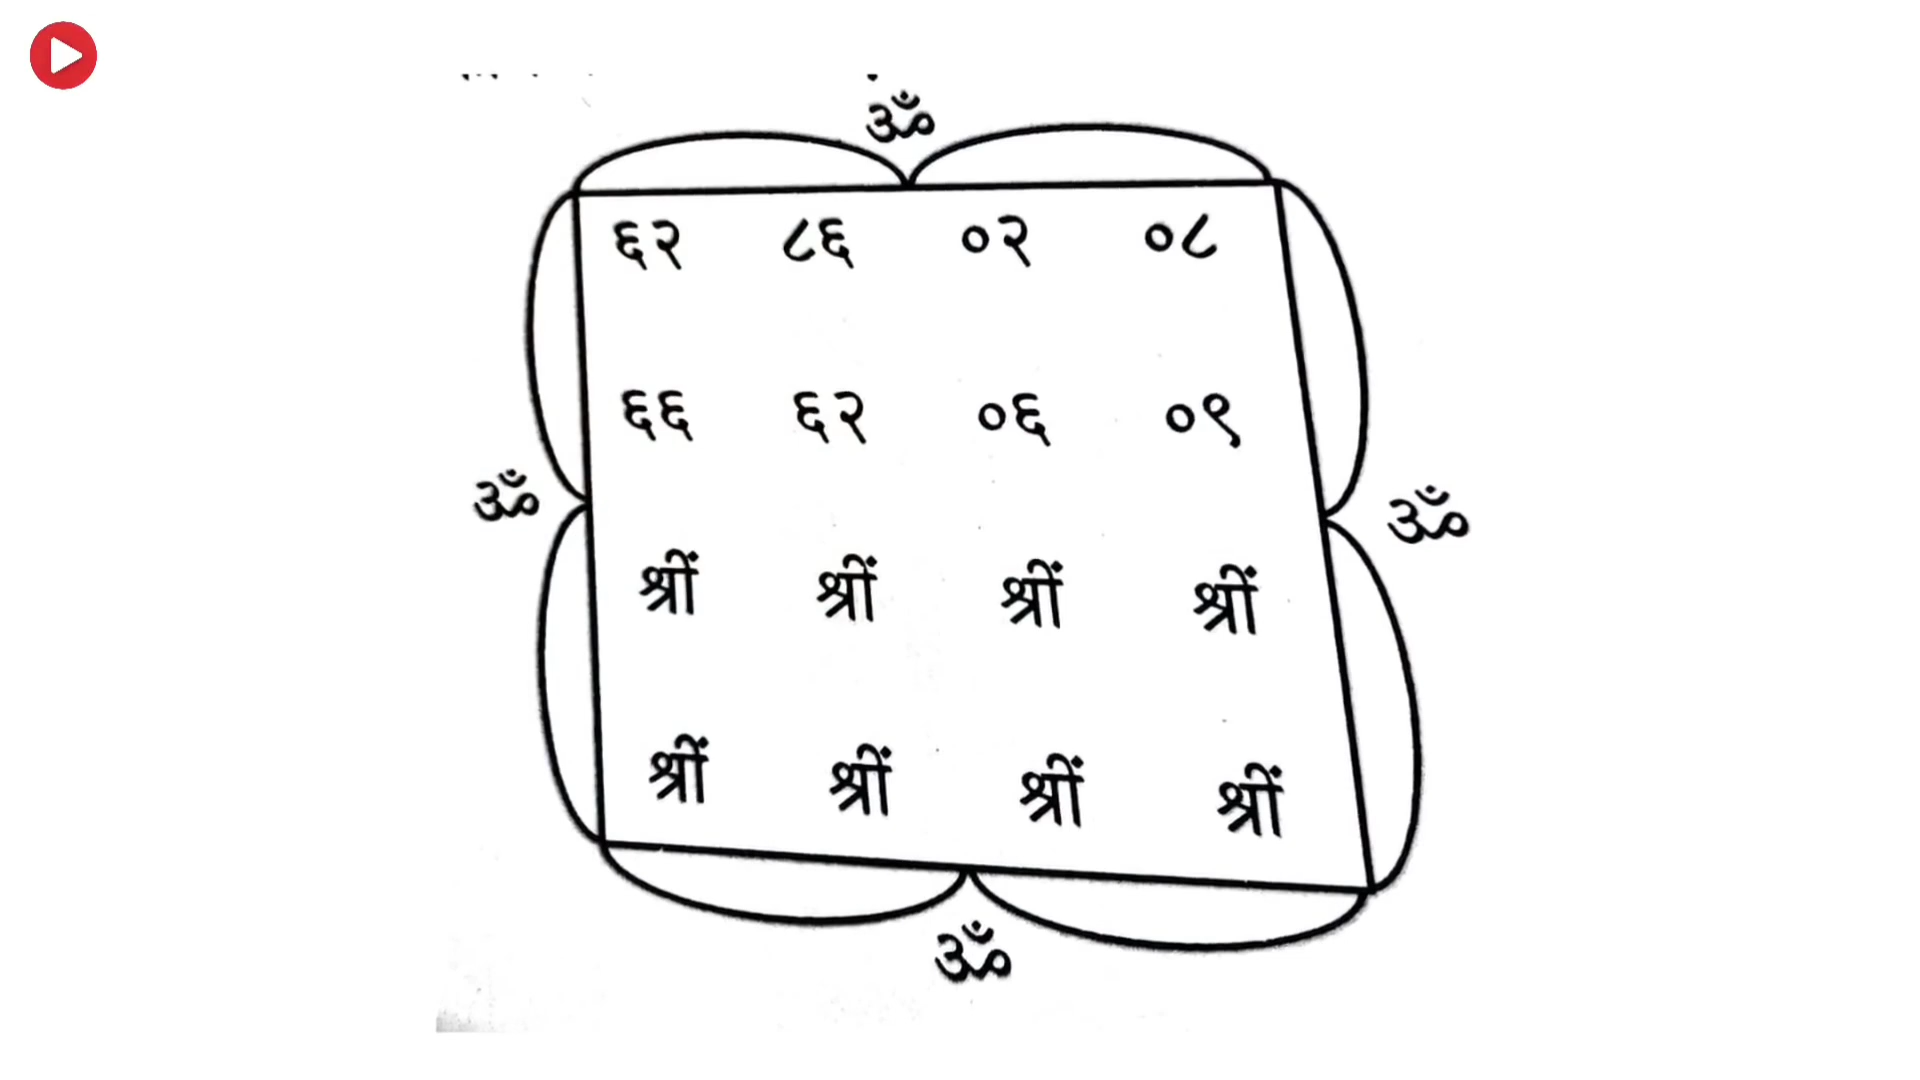 ॐ
६२ ८६ ०२ ०८
६६ ६२ ०६ ०९
ॐ ॐ
श्रीं श्रीं श्रीं श्रीं
श्रीं श्रीं श्रीं श्रीं
ॐ